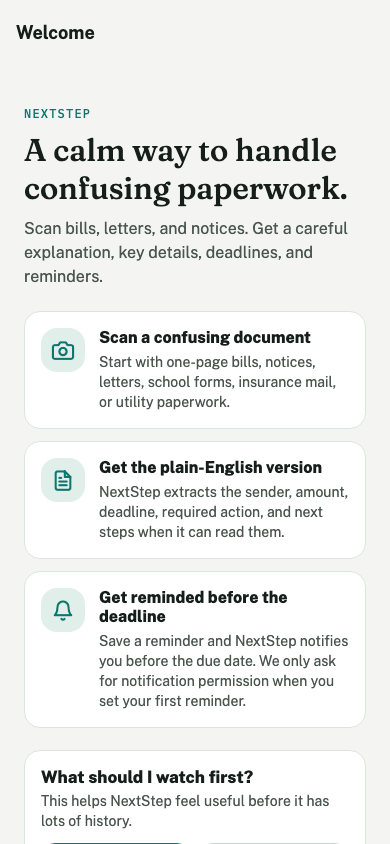 Welcome
NEXTSTEP
A calm way to handle
confusing paperwork.
Scan bills, letters, and notices. Get a careful
explanation, key details, deadlines, and
reminders.
Scan a confusing document
Start with one-page bills, notices,
letters, school forms, insurance mail,
or utility paperwork.
Get the plain-English version
NextStep extracts the sender, amount,
deadline, required action, and next
steps when it can read them.
Get reminded before the
deadline
Save a reminder and NextStep notifies
you before the due date. We only ask
for notification permission when you
set your first reminder.
What should I watch first?
This helps NextStep feel useful before it has
lots of history.